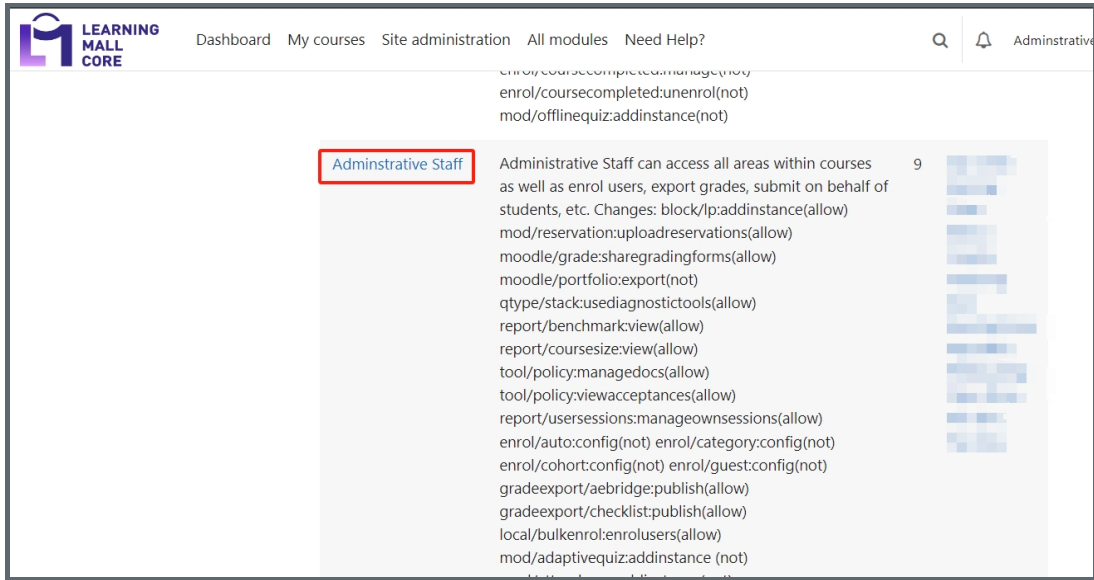 LEARNING
MALL
CORE
Dashboard My courses Site administration All modules Need Help?
Adminstrative
enrol/coursecompleted:manage(not)
enrol/coursecompleted:unenrol(not)
mod/offlinequiz:addinstance(not)
Adminstrative Staff
Administrative Staff can access all areas within courses
as well as enrol users, export grades, submit on behalf of
students, etc. Changes: block/lp:addinstance(allow)
mod/reservation:uploadreservations(allow)
moodle/grade:sharegradingforms(allow)
moodle/portfolio:export(not)
qtype/stack:usediagnostictools(allow)
report/benchmark:view(allow)
report/coursesize:view(allow)
tool/policy:managedocs(allow)
tool/policy:viewacceptances(allow)
report/usersessions:manageownsessions(allow)
enrol/auto:config(not) enrol/category:config(not)
enrol/cohort:config(not) enrol/guest:config(not)
gradeexport/aebridge:publish(allow)
gradeexport/checklist:publish(allow)
local/bulkenrol:enrolusers(allow)
mod/adaptivequiz:addinstance (not)
9